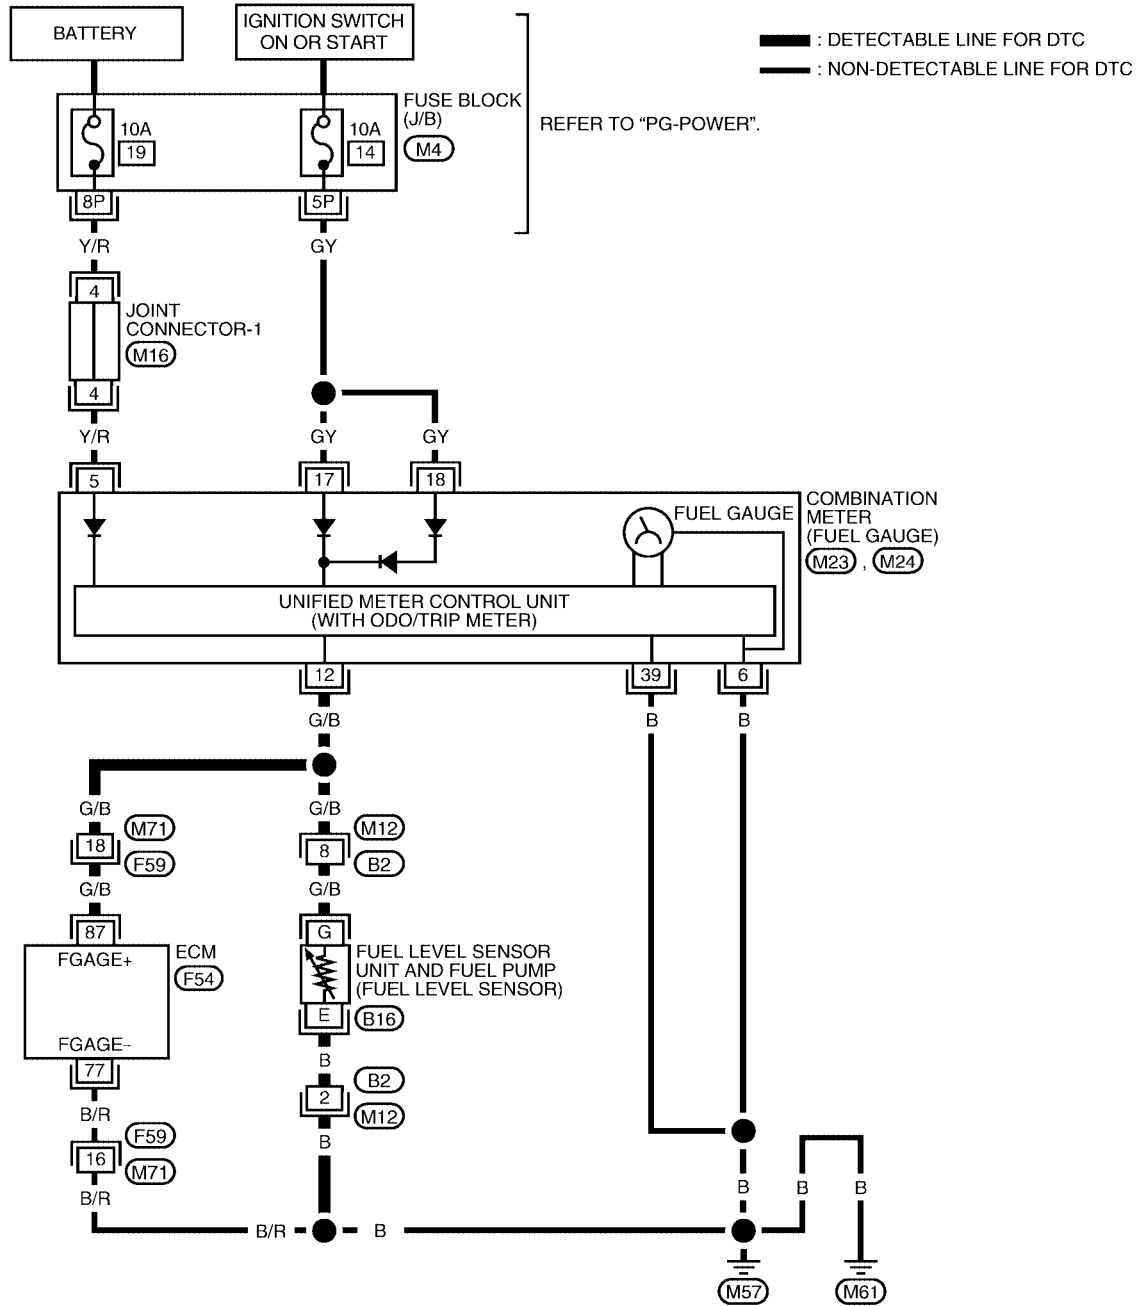 BATTERY
IGNITION SWITCH
ON OR START
: DETECTABLE LINE FOR DTC
: NON-DETECTABLE LINE FOR DTC
FUSE BLOCK
(J/B)
M4
10A
19
10A
14
REFER TO “PG-POWER”.
8P
5P
Y/R
GY
4
JOINT
CONNECTOR-1
M16
4
Y/R
GY
GY
5
17
18
COMBINATION
METER
(FUEL GAUGE)
M23 , M24
FUEL GAUGE
UNIFIED METER CONTROL UNIT
(WITH ODO/TRIP METER)
12
39
6
G/B
B
B
G/B
G/B
M71
18
F59
M12
8
B2
G/B
G/B
87
G
FGAGE+
ECM
F54
FGAGE–
FUEL LEVEL SENSOR
UNIT AND FUEL PUMP
(FUEL LEVEL SENSOR)
E
B16
77
B
B/R
B2
2
M12
F59
16
M71
B
B/R
B
B
B
B/R
B
M57
M61